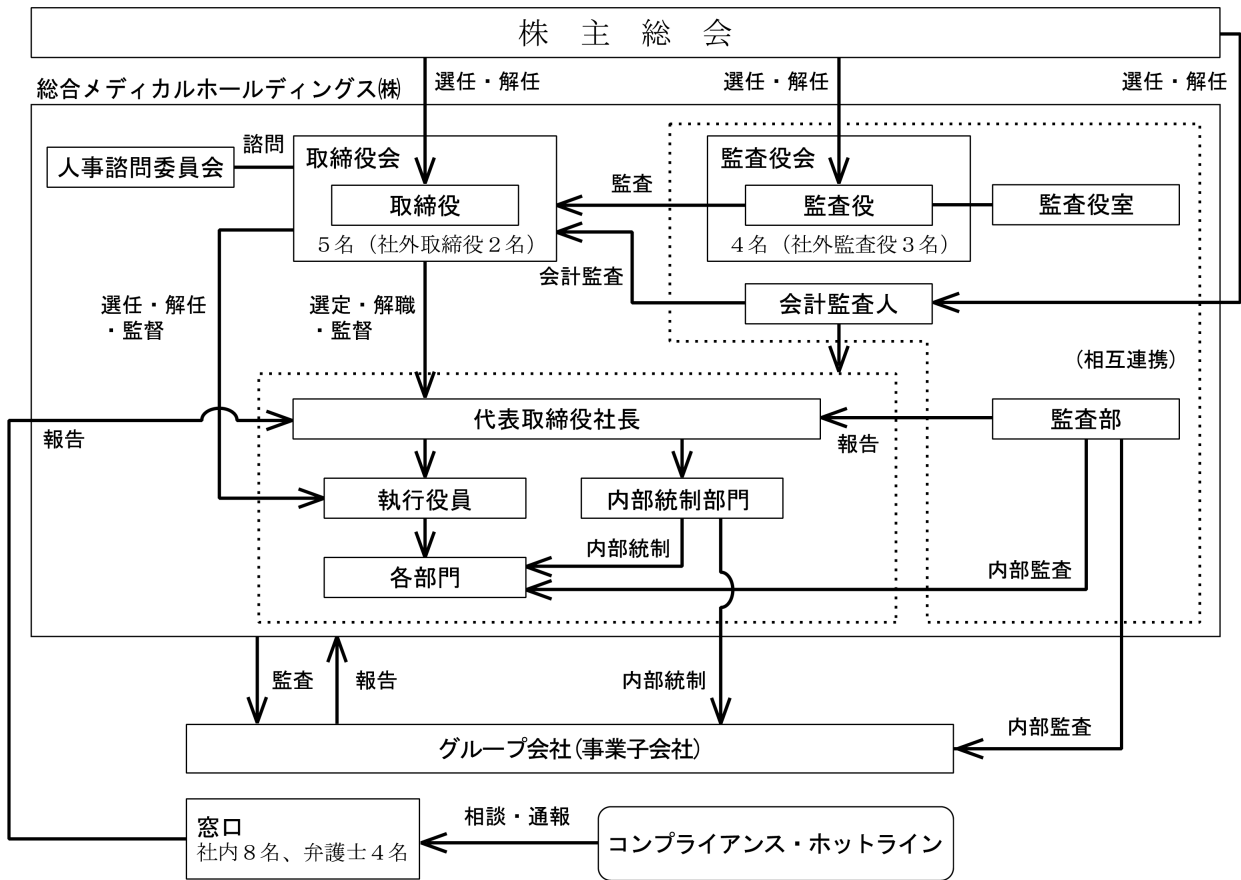 株主総会
選任・解任
選任・解任
選任・解任
総合メディカルホールディングス㈱
人事諮問委員会
諮問
取締役会
取締役
5名（社外取締役2名）
監査
監査役会
監査役
4名（社外監査役3名）
監査役室
会計監査
会計監査人
選任・解任
・監督
選定・解職
・監督
（相互連携）
報告
代表取締役社長
報告
監査部
執行役員
内部統制部門
内部統制
各部門
内部監査
監査
報告
内部統制
内部監査
グループ会社（事業子会社）
窓口
社内8名、弁護士4名
相談・通報
コンプライアンス・ホットライン